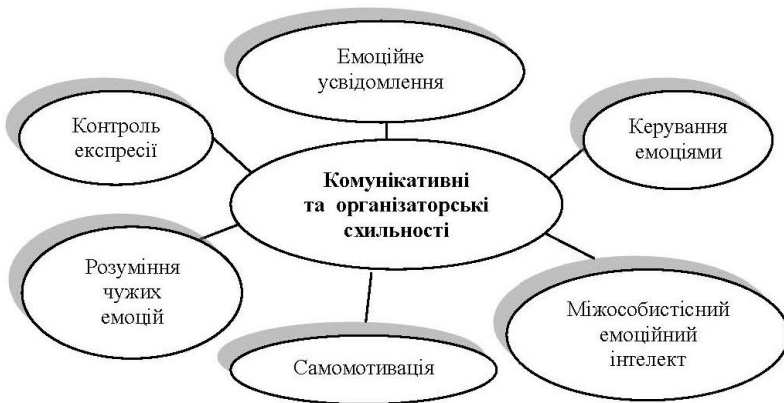 Емоційне
усвідомлення
Контроль
експресії
Керування
емоціями
Комунікативні
та організаторські
схильності
Розуміння
чужих
емоцій
Міжособистісний
емоційний
інтелект
Самомотивація